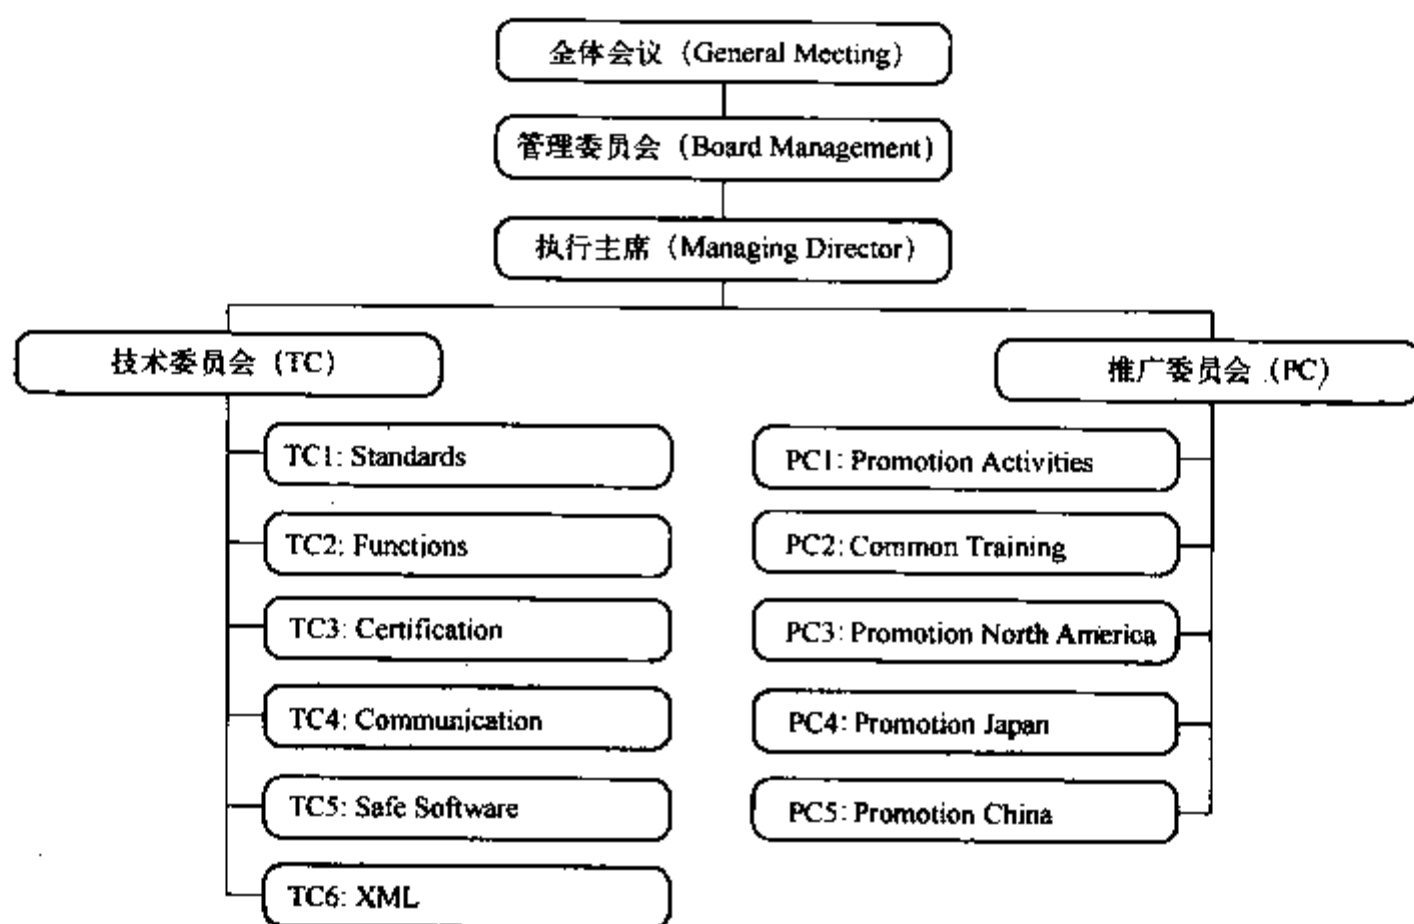 全体会议（General Meeting）
管理委员会（Board Management）
执行主席（Managing Director）
技术委员会（TC）
推广委员会（PC）
TC1: Standards
TC2: Functions
TC3: Certification
TC4: Communication
TC5: Safe Software
TC6: XML
PC1: Promotion Activities
PC2: Common Training
PC3: Promotion North America
PC4: Promotion Japan
PC5: Promotion China